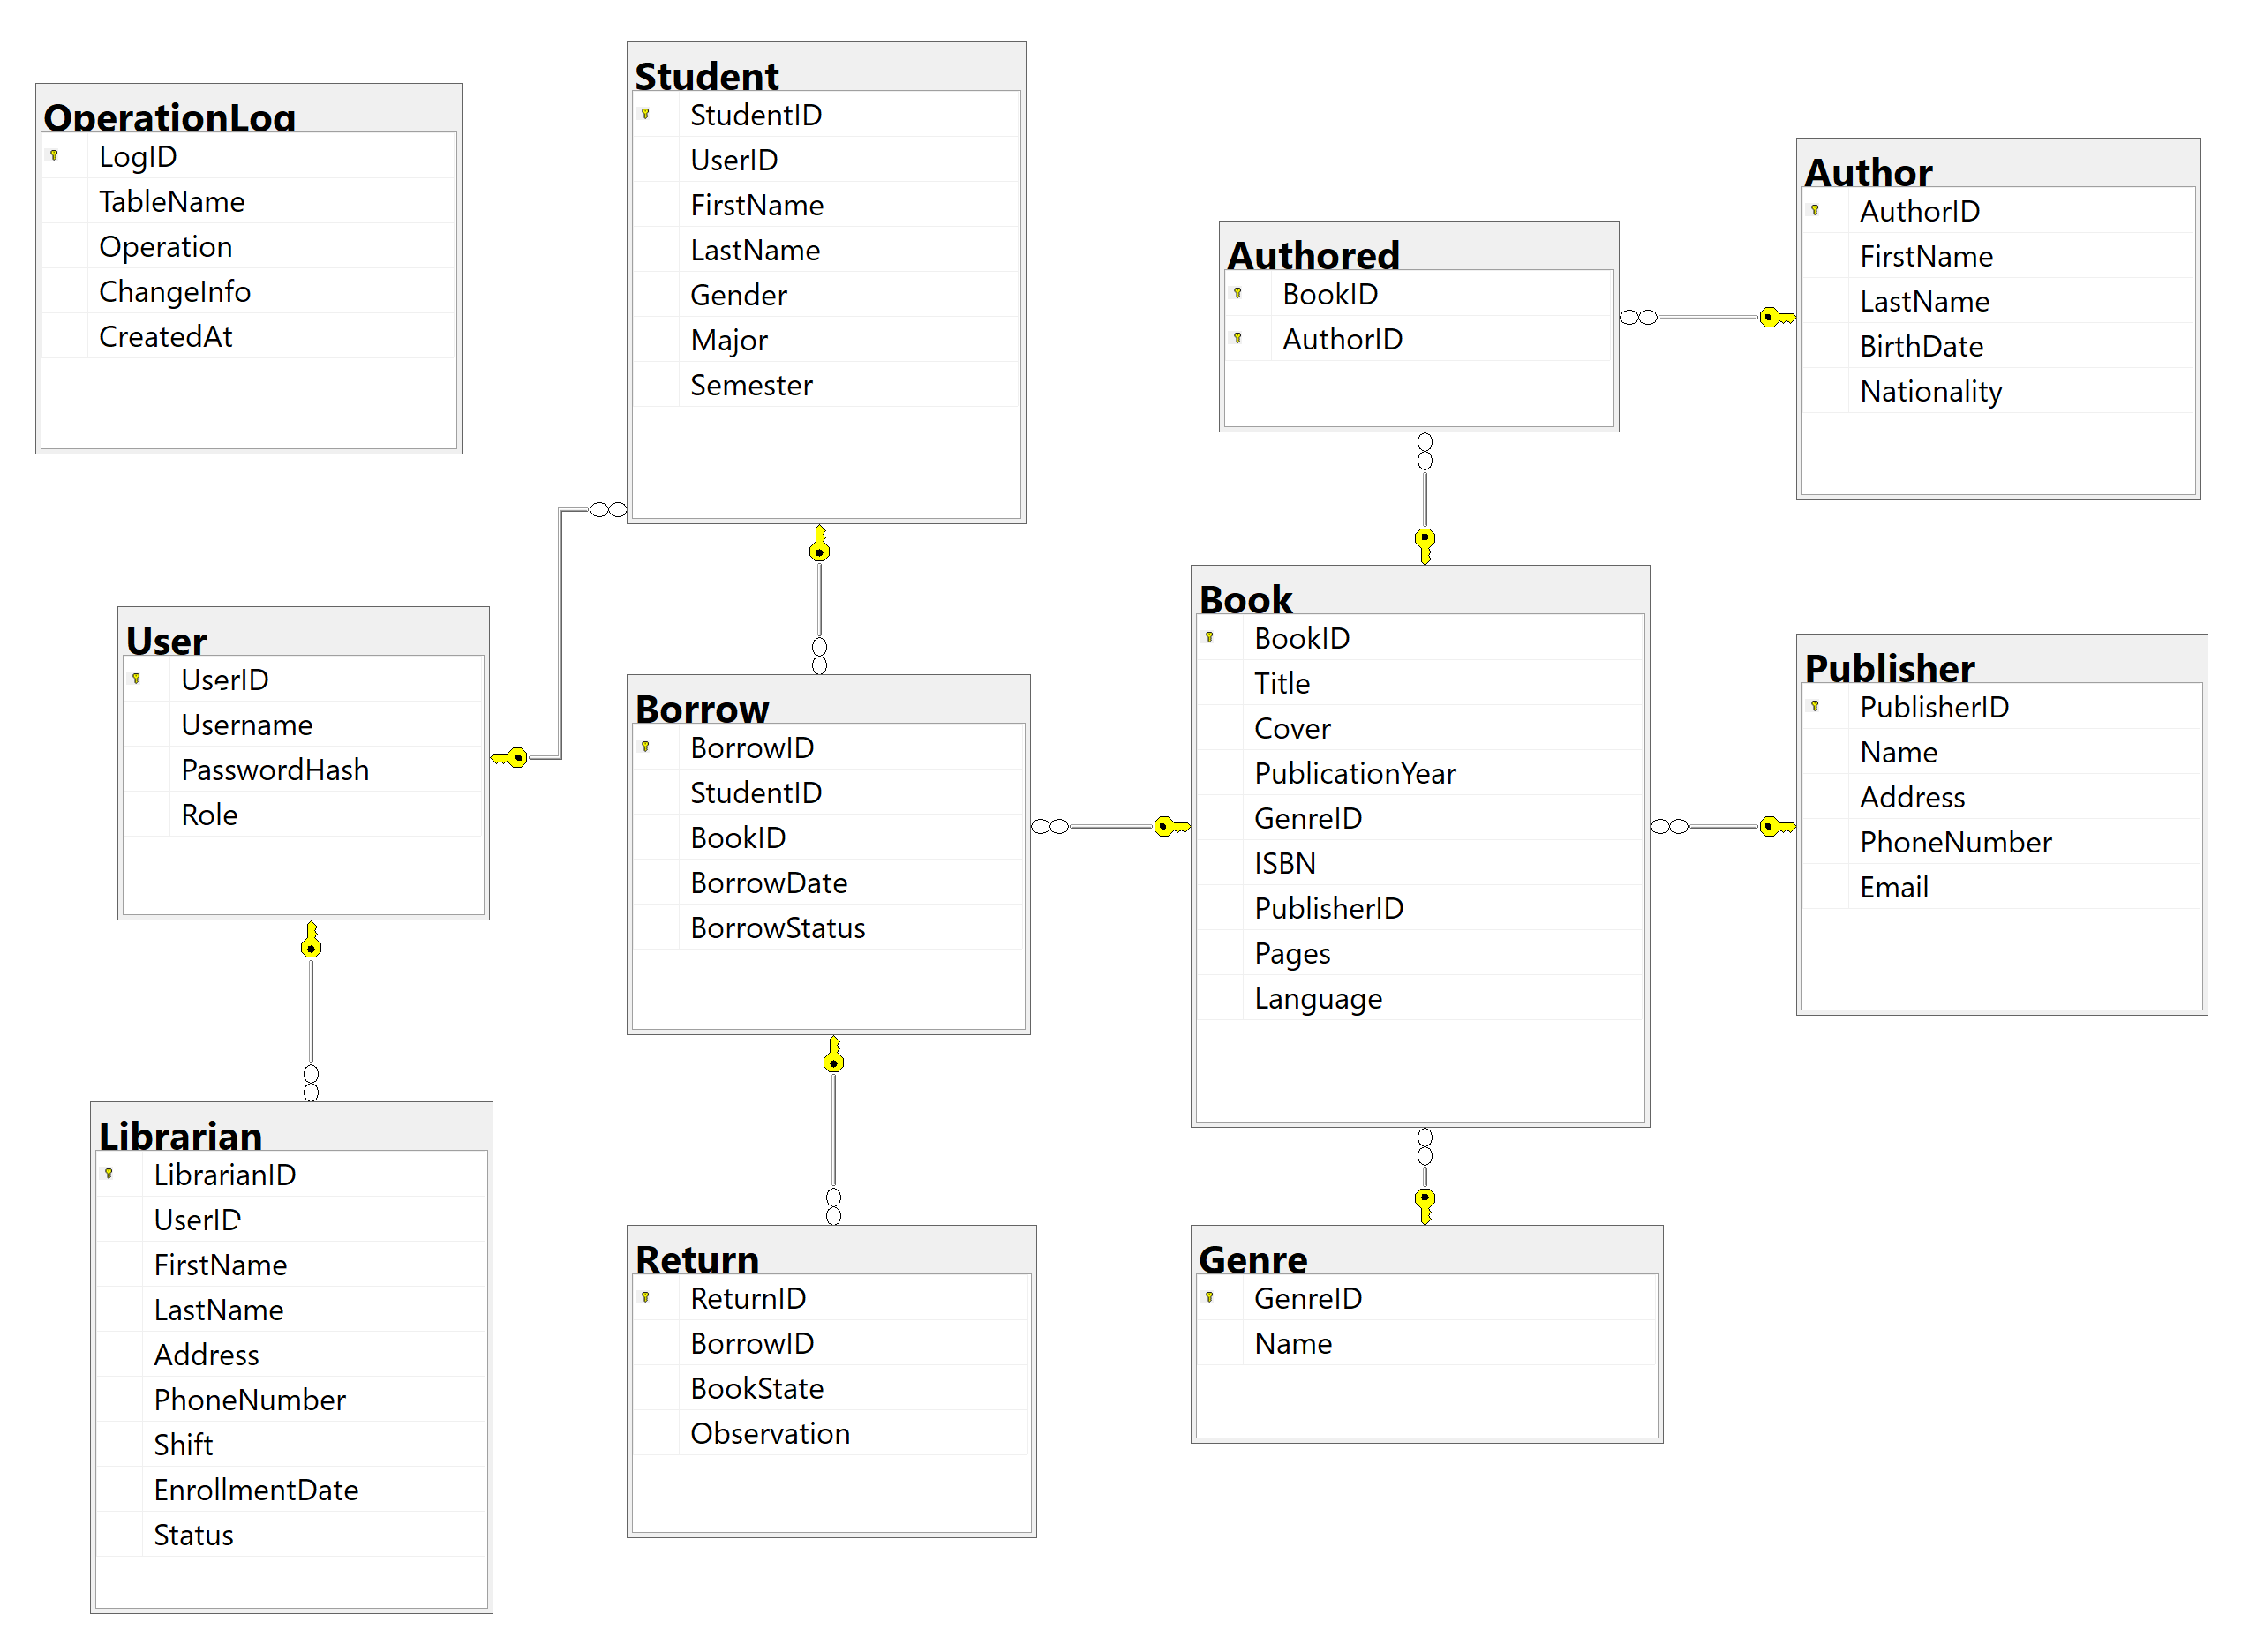 OperationLog
LogID
TableName
Operation
ChangeInfo
CreatedAt
Student
StudentID
UserID
FirstName
LastName
Gender
Major
Semester
Authored
BookID
AuthorID
Author
AuthorID
FirstName
LastName
BirthDate
Nationality
User
UserID
Username
PasswordHash
Role
Borrow
BorrowID
StudentID
BookID
BorrowDate
BorrowStatus
Book
BookID
Title
Cover
PublicationYear
GenreID
ISBN
PublisherID
Pages
Language
Publisher
PublisherID
Name
Address
PhoneNumber
Email
Librarian
LibrarianID
UserID
FirstName
LastName
Address
PhoneNumber
Shift
EnrollmentDate
Status
Return
ReturnID
BorrowID
BookState
Observation
Genre
GenreID
Name